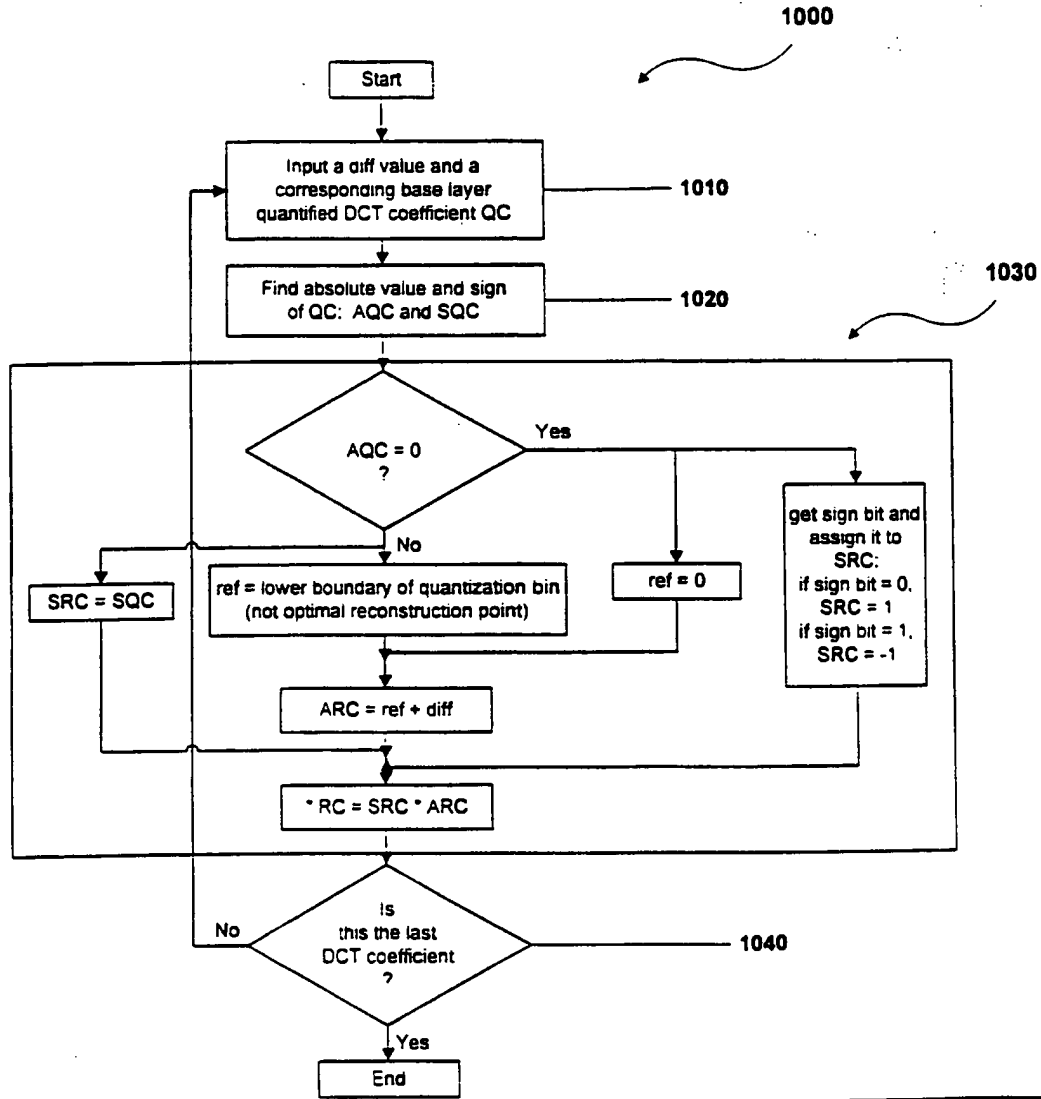 1000
Start
Input a diff value and a
corresponding base layer
quantified DCT coefficient QC
1010
Find absolute value and sign
of QC: AQC and SQC
1020
1030
AQC = 0
?
Yes
No
SRC = SQC
ref = lower boundary of quantization bin
(not optimal reconstruction point)
ref = 0
get sign bit and
assign it to
SRC:
if sign bit = 0,
SRC = 1
if sign bit = 1,
SRC = -1
ARC = ref + diff
* RC = SRC * ARC
Is
this the last
DCT coefficient
?
No
1040
Yes
End